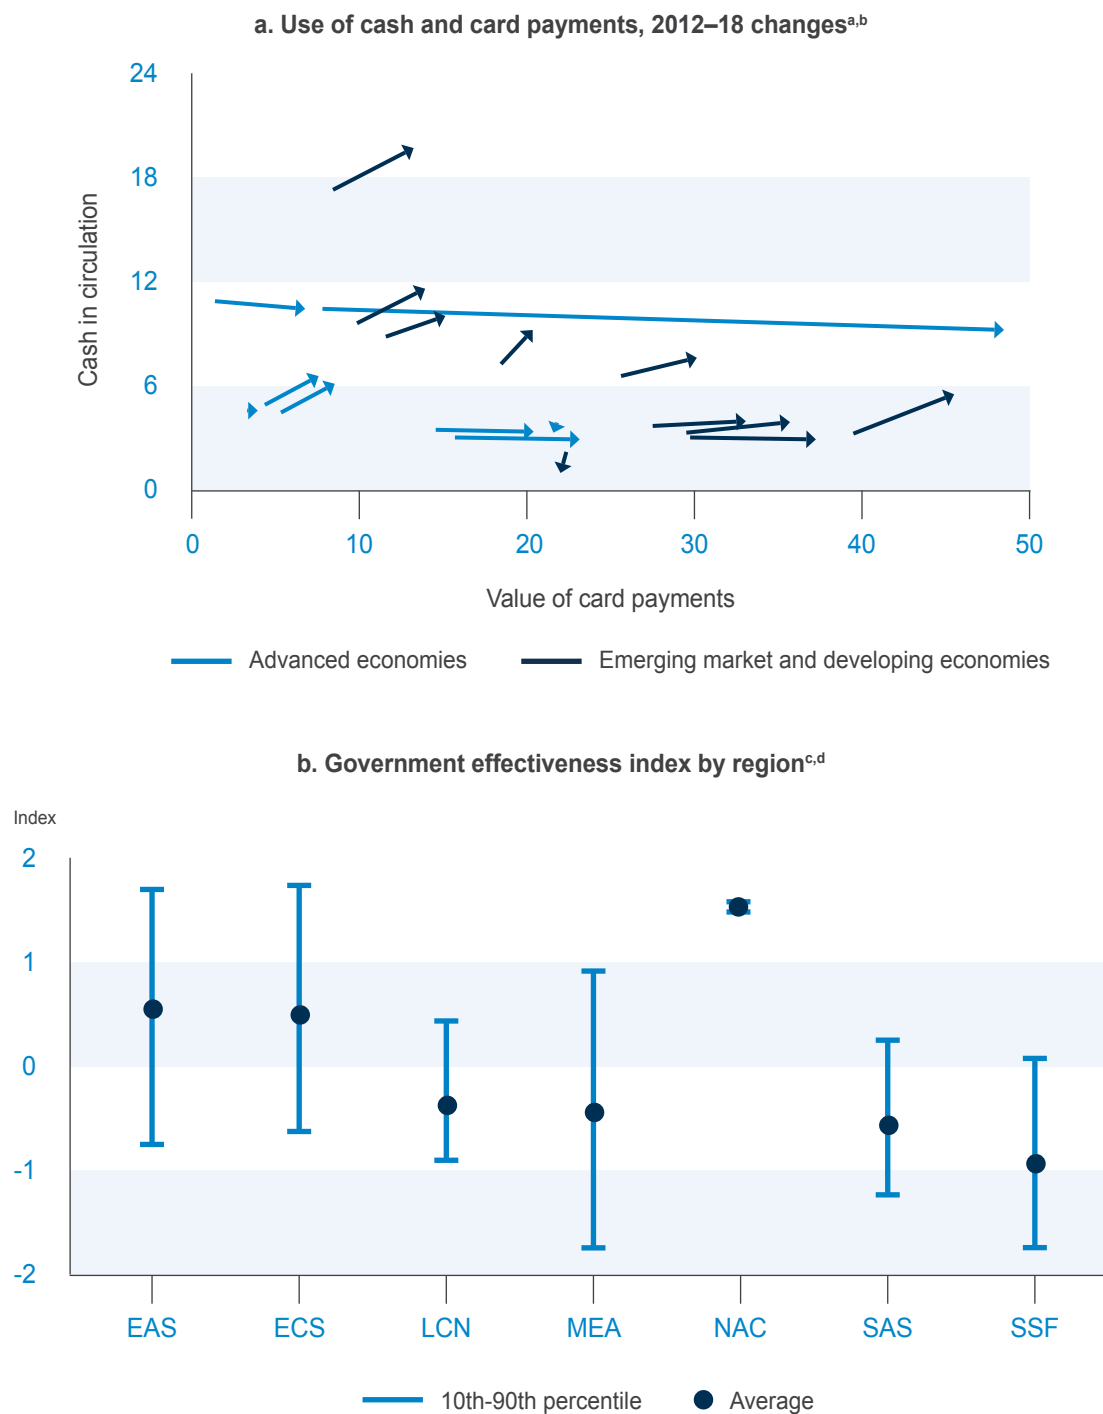 a. Use of cash and card payments, 2012–18 changesa,b
24
18
12
6
0
Cash in circulation
0 10 20 30 40 50
Value of card payments
Advanced economies Emerging market and developing economies
b. Government effectiveness index by regionc,d
Index
2
1
0
-1
-2
EAS ECS LCN MEA NAC SAS SSF
10th-90th percentile Average